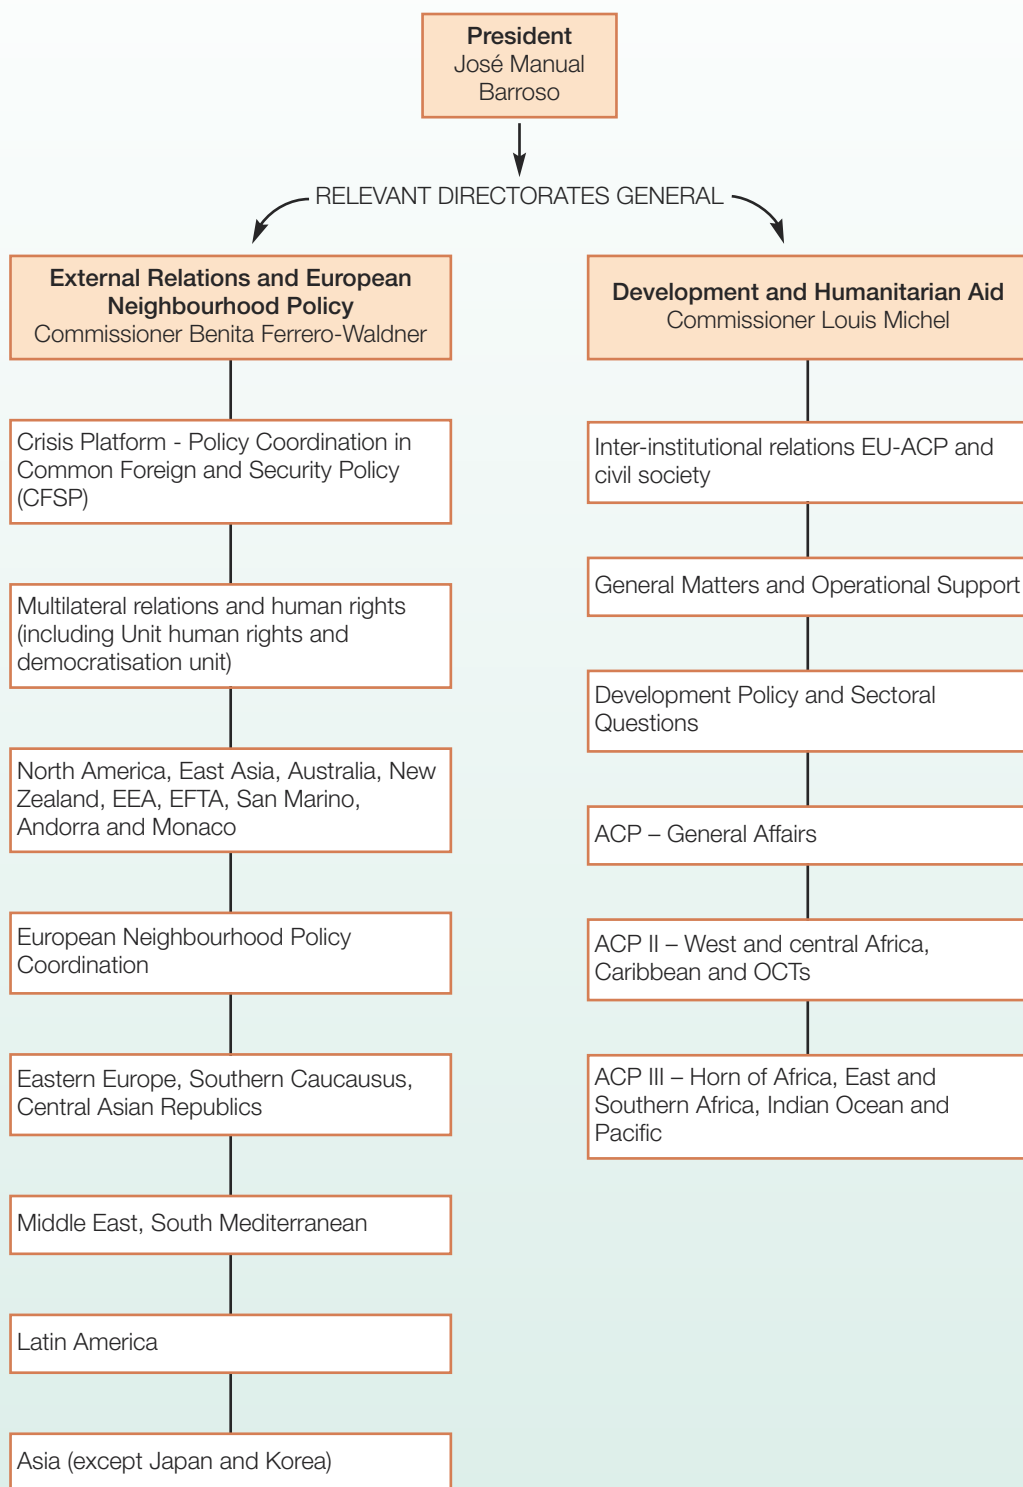 President
José Manual
Barroso
RELEVANT DIRECTORATES GENERAL
External Relations and European
Neighbourhood Policy
Commissioner Benita Ferrero-Waldner
Crisis Platform - Policy Coordination in
Common Foreign and Security Policy
(CFSP)
Multilateral relations and human rights
(including Unit human rights and
democratisation unit)
North America, East Asia, Australia, New
Zealand, EEA, EFTA, San Marino,
Andorra and Monaco
European Neighbourhood Policy
Coordination
Eastern Europe, Southern Caucausus,
Central Asian Republics
Middle East, South Mediterranean
Latin America
Asia (except Japan and Korea)
Development and Humanitarian Aid
Commissioner Louis Michel
Inter-institutional relations EU-ACP and
civil society
General Matters and Operational Support
Development Policy and Sectoral
Questions
ACP – General Affairs
ACP II – West and central Africa,
Caribbean and OCTs
ACP III – Horn of Africa, East and
Southern Africa, Indian Ocean and
Pacific